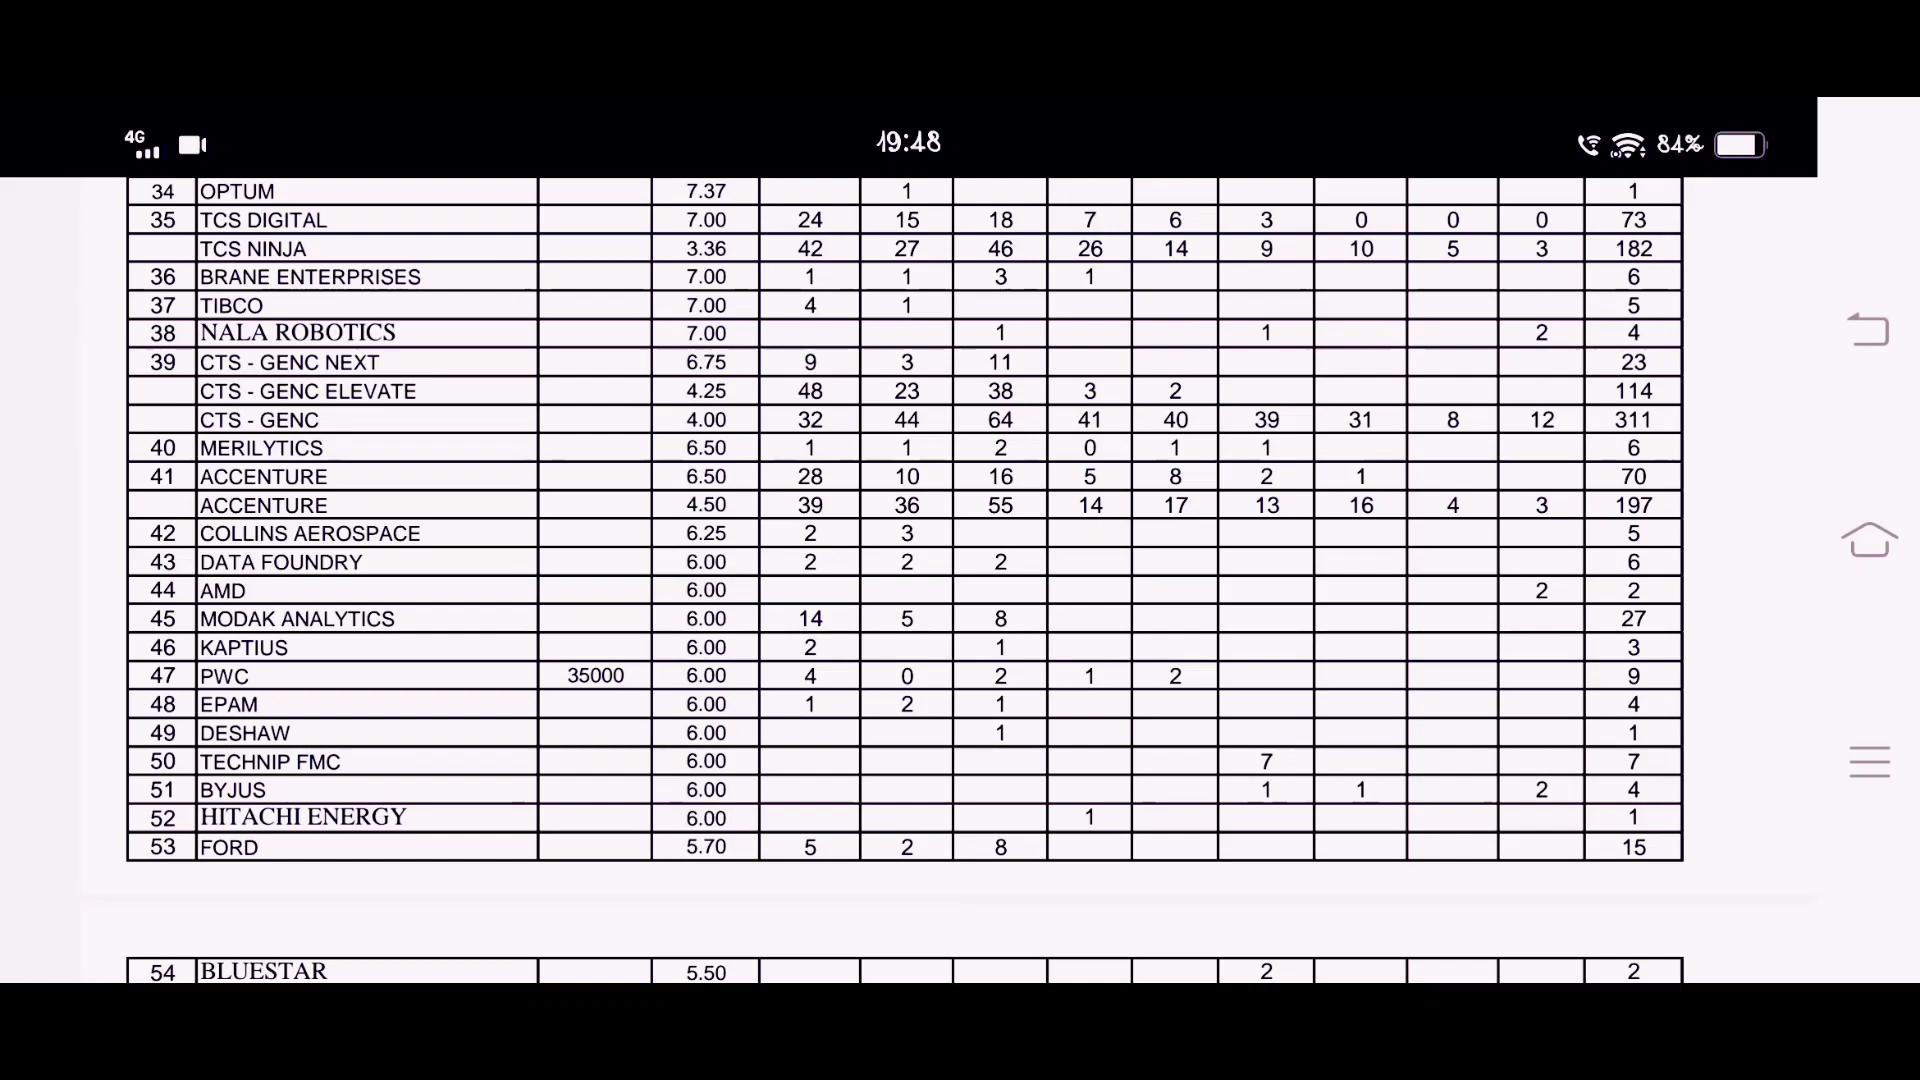 4G 19:48 84%
34 OPTUM 7.37 1 1
35 TCS DIGITAL 7.00 24 15 18 7 6 3 0 0 0 73
TCS NINJA 3.36 42 27 46 26 14 9 10 5 3 182
36 BRANE ENTERPRISES 7.00 1 1 3 1 6
37 TIBCO 7.00 4 1 5
38 NALA ROBOTICS 7.00 1 1 2 4
39 CTS - GENC NEXT 6.75 9 3 11 23
CTS - GENC ELEVATE 4.25 48 23 38 3 2 114
CTS - GENC 4.00 32 44 64 41 40 39 31 8 12 311
40 MERILYTICS 6.50 1 1 2 0 1 1 6
41 ACCENTURE 6.50 28 10 16 5 8 2 1 70
ACCENTURE 4.50 39 36 55 14 17 13 16 4 3 197
42 COLLINS AEROSPACE 6.25 2 3 5
43 DATA FOUNDRY 6.00 2 2 2 6
44 AMD 6.00 2 2
45 MODAK ANALYTICS 6.00 14 5 8 27
46 KAPTIUS 6.00 2 1 3
47 PWC 35000 6.00 4 0 2 1 2 9
48 EPAM 6.00 1 2 1 4
49 DESHAW 6.00 1 1
50 TECHNIP FMC 6.00 7 7
51 BYJUS 6.00 1 1 2 4
52 HITACHI ENERGY 6.00 1 1
53 FORD 5.70 5 2 8 15
54 BLUESTAR 5.50 2 2